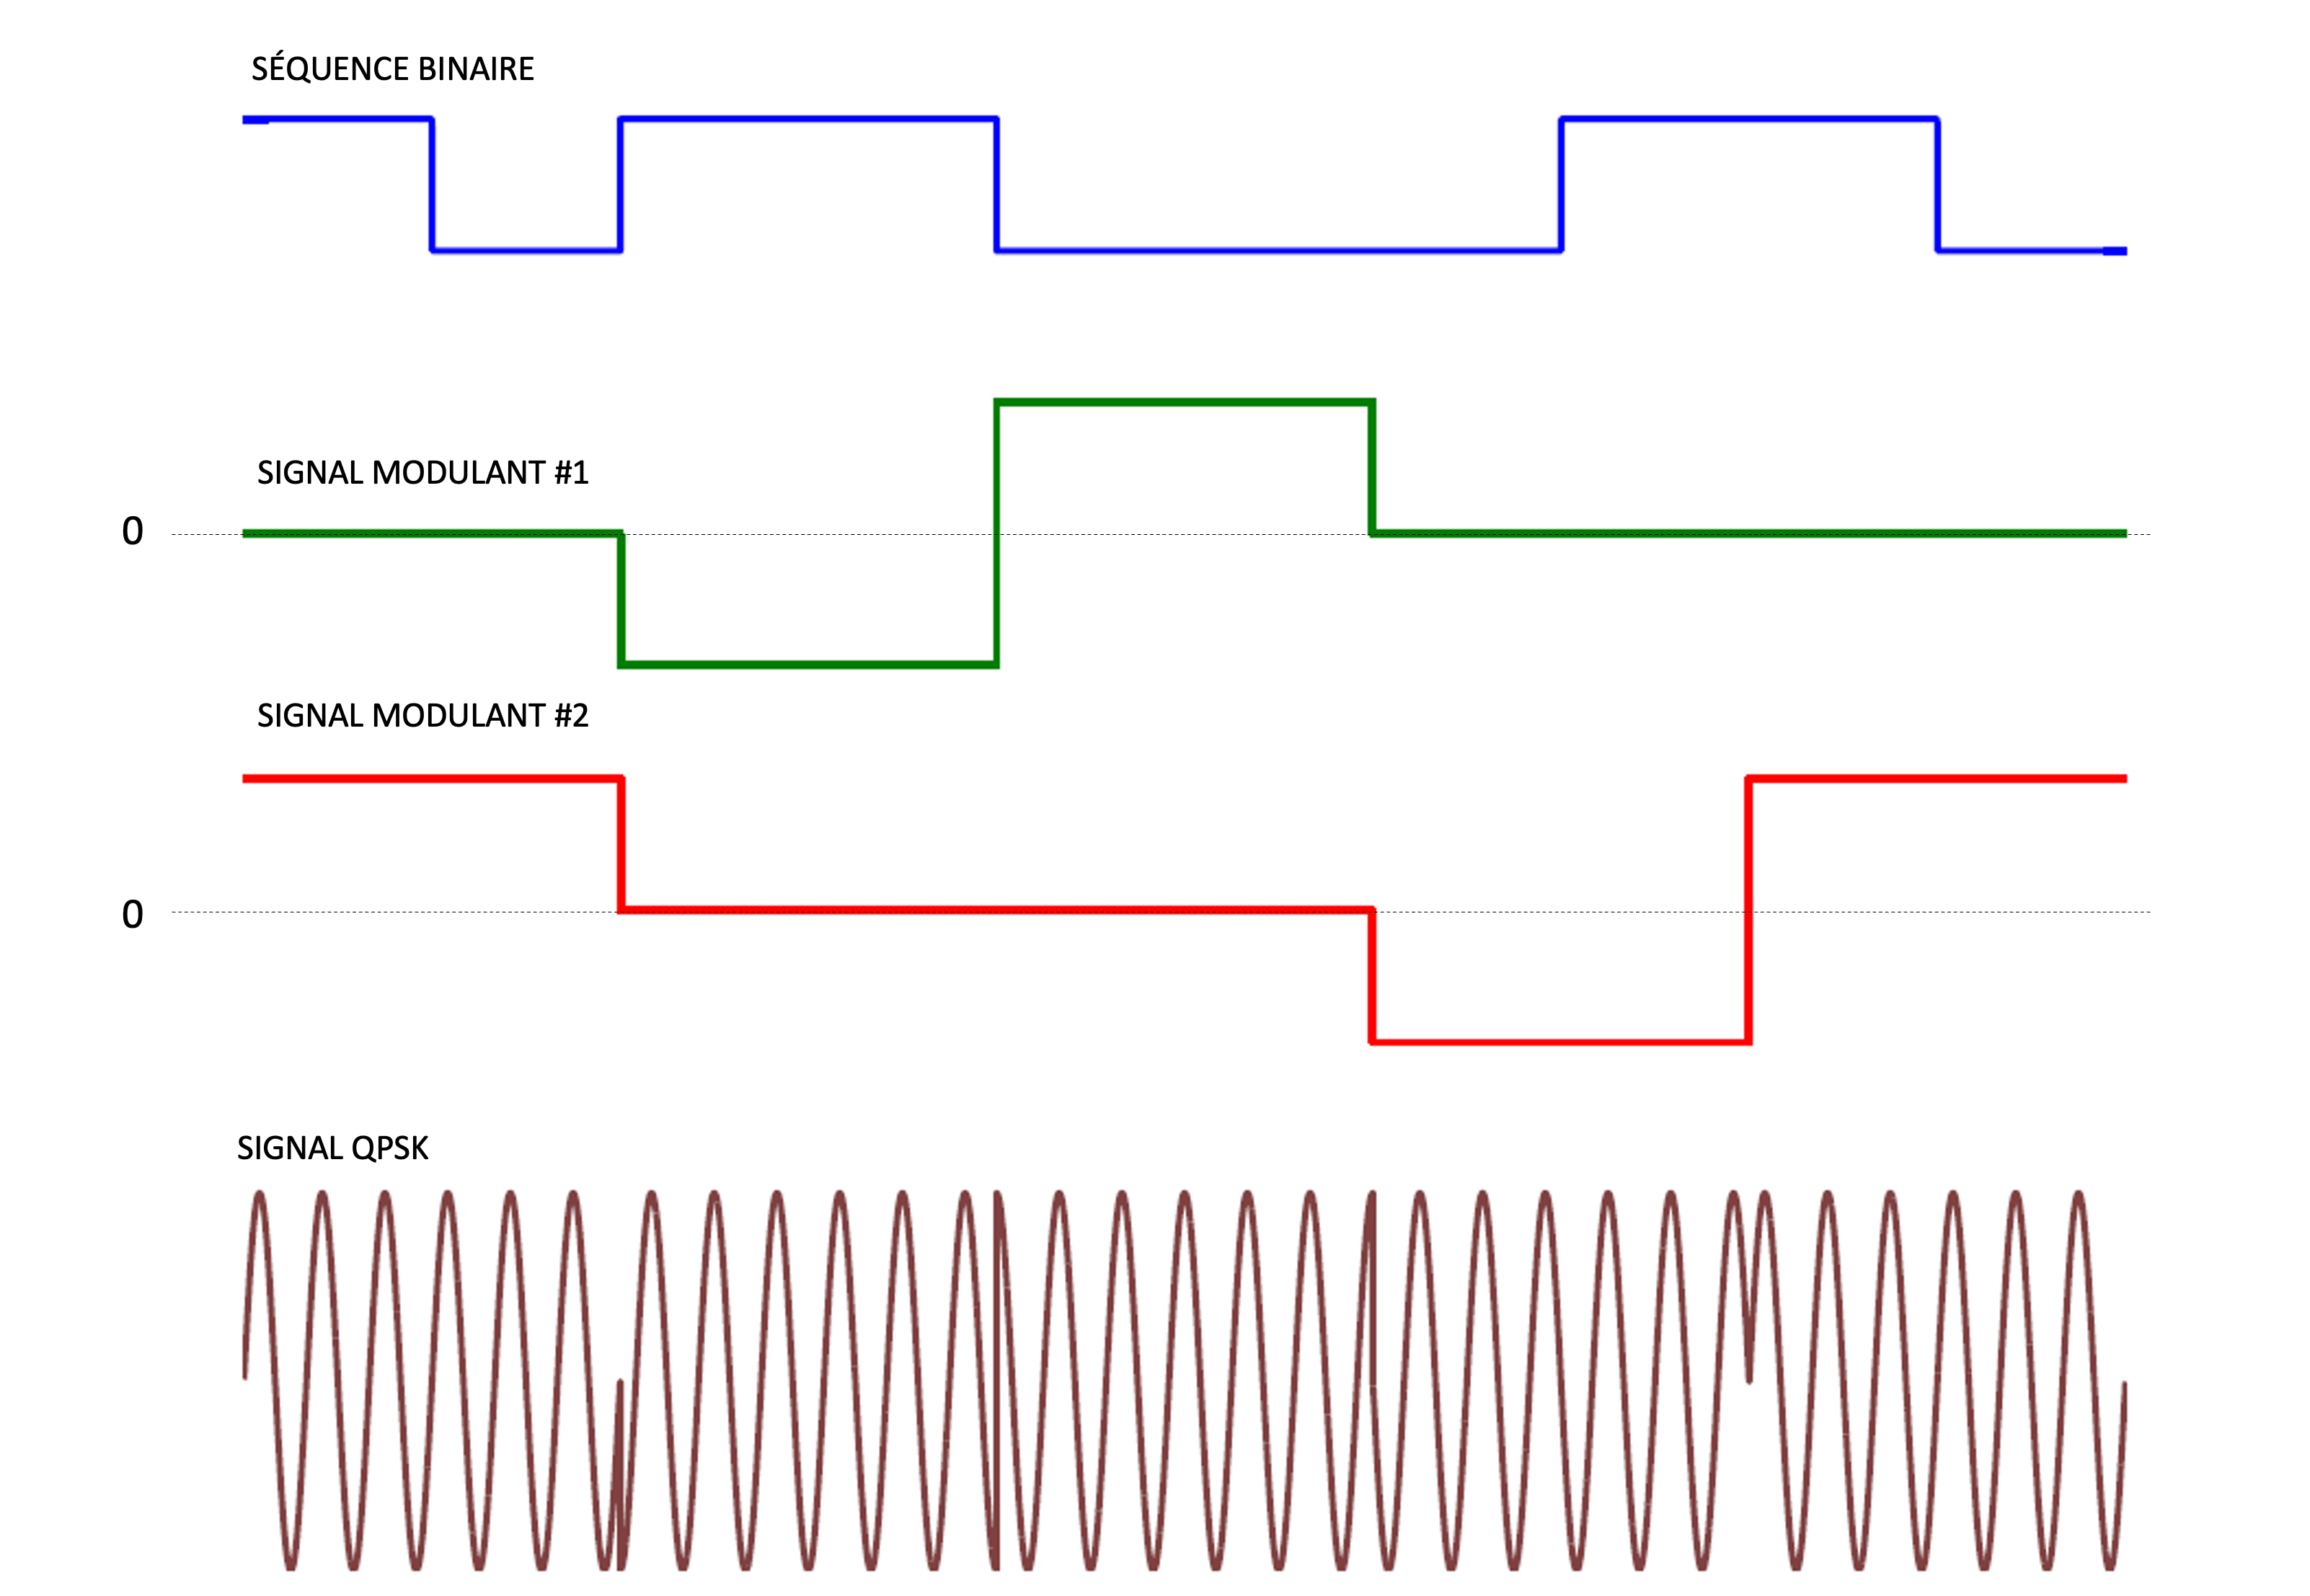 SÉQUENCE BINAIRE
SIGNAL MODULANT #1
0
SIGNAL MODULANT #2
0
SIGNAL QPSK